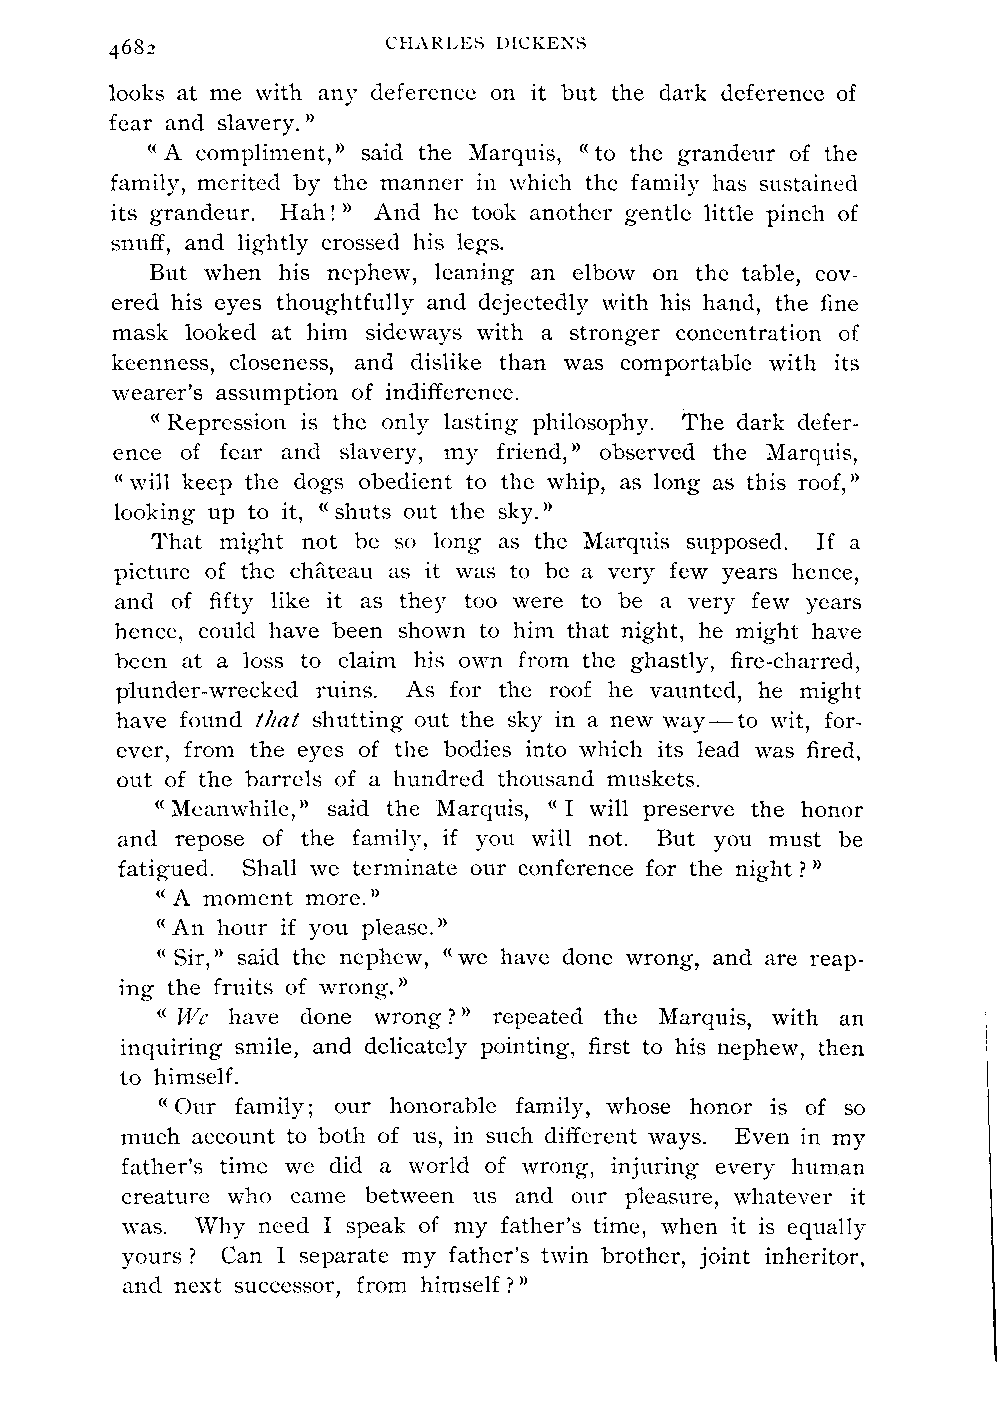 4682 CHARLES DICKENS
looks at me with any deference on it but the dark deference of
fear and slavery.”
“A compliment,” said the Marquis, “to the grandeur of the
family, merited by the manner in which the family has sustained
its grandeur. Hah!” And he took another gentle little pinch of
snuff, and lightly crossed his legs.
But when his nephew, leaning an elbow on the table, cov-
ered his eyes thoughtfully and dejectedly with his hand, the fine
mask looked at him sideways with a stronger concentration of
keenness, closeness, and dislike than was comportable with its
wearer's assumption of indifference.
“Repression is the only lasting philosophy. The dark defer-
ence of fear and slavery, my friend,” observed the Marquis,
“will keep the dogs obedient to the whip, as long as this roof,”
looking up to it, “shuts out the sky.”
That might not be so long as the Marquis supposed. If a
picture of the château as it was to be a very few years hence,
and of fifty like it as they too were to be a very few years
hence, could have been shown to him that night, he might have
been at a loss to claim his own from the ghastly, fire-charred,
plunder-wrecked ruins. As for the roof he vaunted, he might
have found that shutting out the sky in a new way—to wit, for-
ever, from the eyes of the bodies into which its lead was fired,
out of the barrels of a hundred thousand muskets.
“Meanwhile,” said the Marquis, “I will preserve the honor
and repose of the family, if you will not. But you must be
fatigued. Shall we terminate our conference for the night?”
“A moment more.”
“An hour if you please.”
“Sir,” said the nephew, “we have done wrong, and are reap-
ing the fruits of wrong.”
“We have done wrong?” repeated the Marquis, with an
inquiring smile, and delicately pointing, first to his nephew, then
to himself.
“Our family; our honorable family, whose honor is of so
much account to both of us, in such different ways. Even in my
father's time we did a world of wrong, injuring every human
creature who came between us and our pleasure, whatever it
was. Why need I speak of my father's time, when it is equally
yours? Can I separate my father's twin brother, joint inheritor,
and next successor, from himself?”